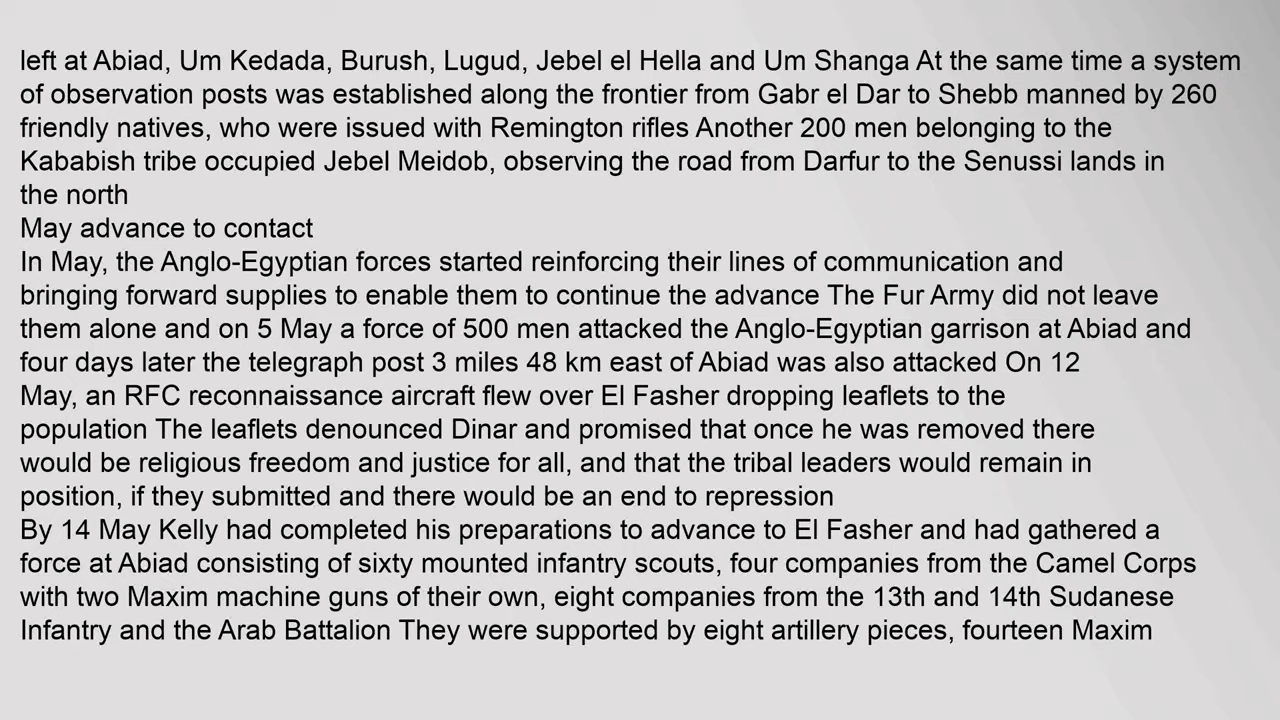 left at Abiad, Um Kedada, Burush, Lugud, Jebel el Hella and Um Shanga At the same time a system
of observation posts was established along the frontier from Gabr el Dar to Shebb manned by 260
friendly natives, who were issued with Remington rifles Another 200 men belonging to the
Kababish tribe occupied Jebel Meidob, observing the road from Darfur to the Senussi lands in
the north
May advance to contact
In May, the Anglo-Egyptian forces started reinforcing their lines of communication and
bringing forward supplies to enable them to continue the advance The Fur Army did not leave
them alone and on 5 May a force of 500 men attacked the Anglo-Egyptian garrison at Abiad and
four days later the telegraph post 3 miles 48 km east of Abiad was also attacked On 12
May, an RFC reconnaissance aircraft flew over El Fasher dropping leaflets to the
population The leaflets denounced Dinar and promised that once he was removed there
would be religious freedom and justice for all, and that the tribal leaders would remain in
position, if they submitted and there would be an end to repression
By 14 May Kelly had completed his preparations to advance to El Fasher and had gathered a
force at Abiad consisting of sixty mounted infantry scouts, four companies from the Camel Corps
with two Maxim machine guns of their own, eight companies from the 13th and 14th Sudanese
Infantry and the Arab Battalion They were supported by eight artillery pieces, fourteen Maxim